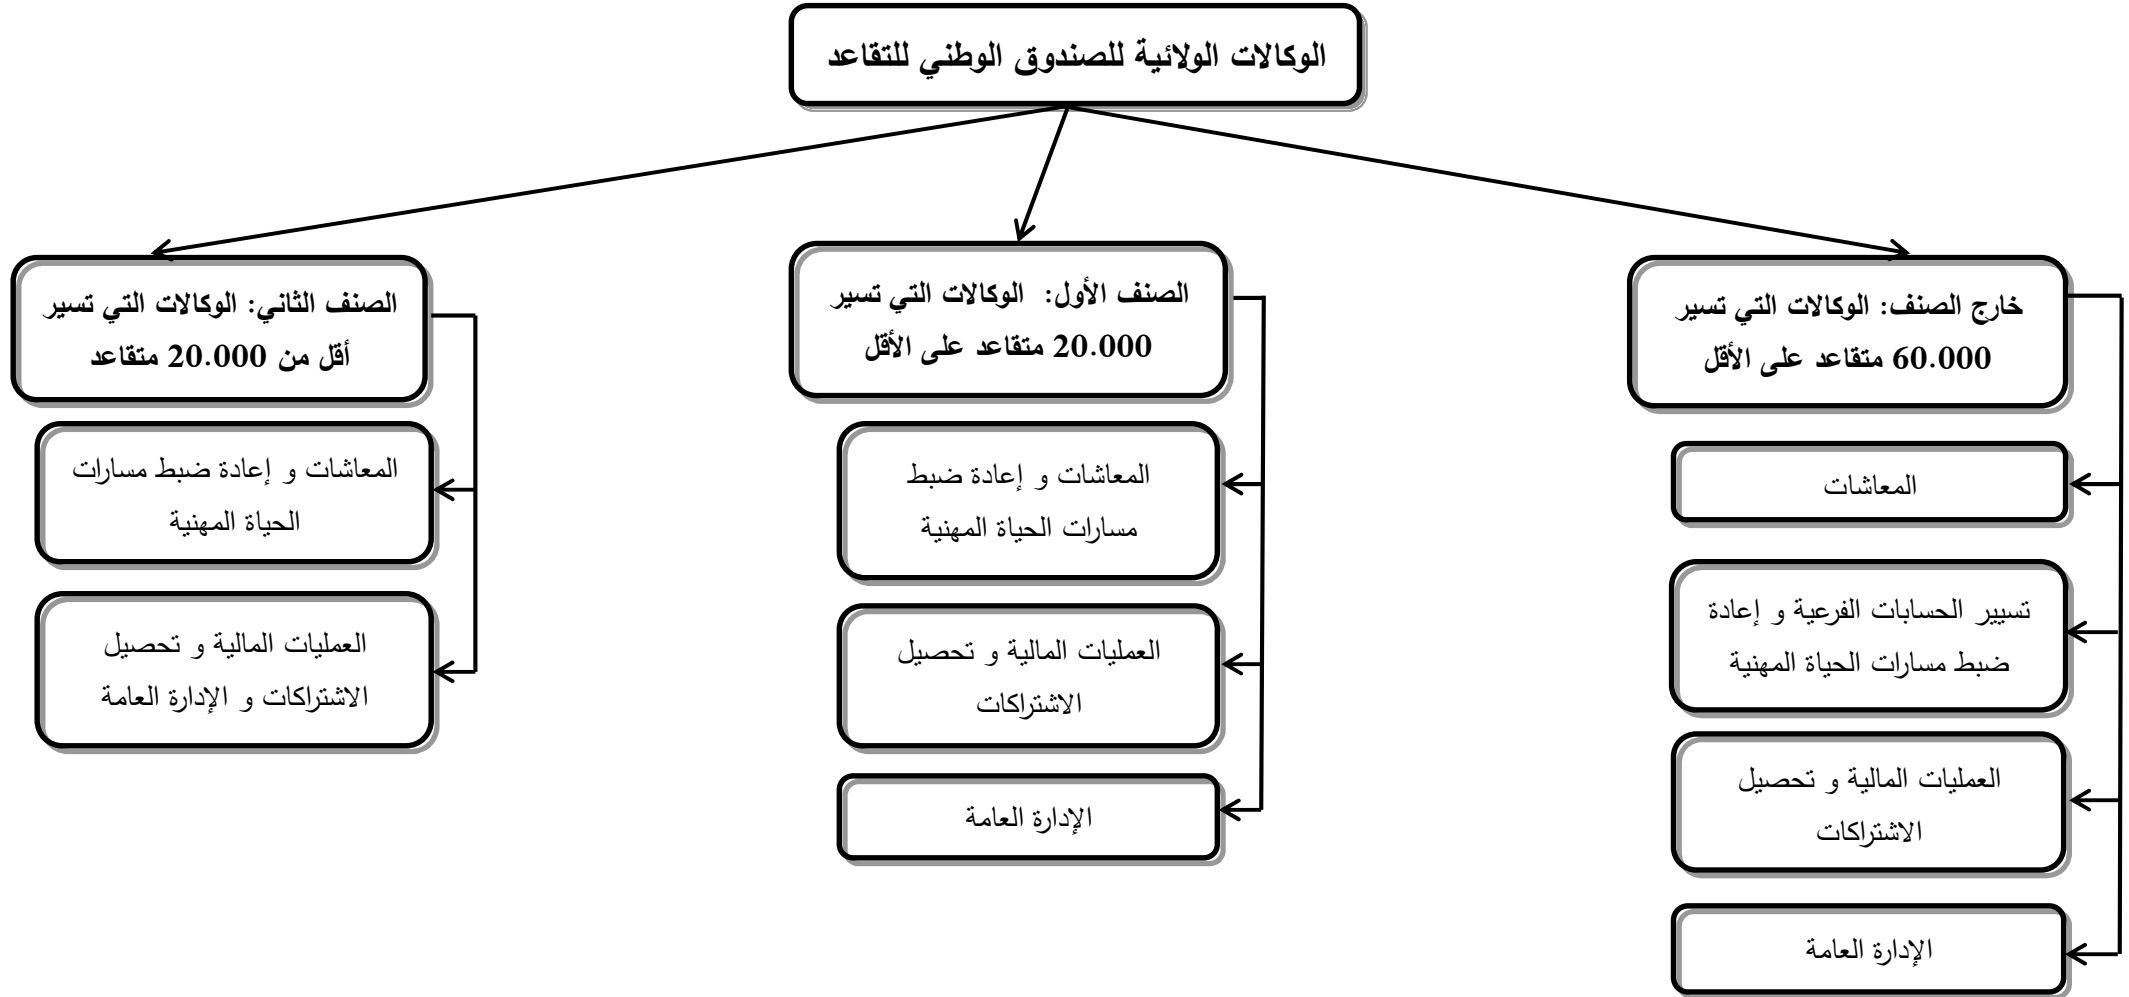 الوكالات الولائية للصندوق الوطني للتقاعد
خارج الصنف: الوكالات التي تسير
60.000 متقاعد على الأقل
المعاشات
تسيير الحسابات الفرعية و إعادة
ضبط مسارات الحياة المهنية
العمليات المالية و تحصيل
الاشتراكات
الإدارة العامة
الصنف الأول: الوكالات التي تسير
20.000 متقاعد على الأقل
المعاشات و إعادة ضبط
مسارات الحياة المهنية
العمليات المالية و تحصيل
الاشتراكات
الإدارة العامة
الصنف الثاني: الوكالات التي تسير
أقل من 20.000 متقاعد
المعاشات و إعادة ضبط مسارات
الحياة المهنية
العمليات المالية و تحصيل
الاشتراكات و الإدارة العامة